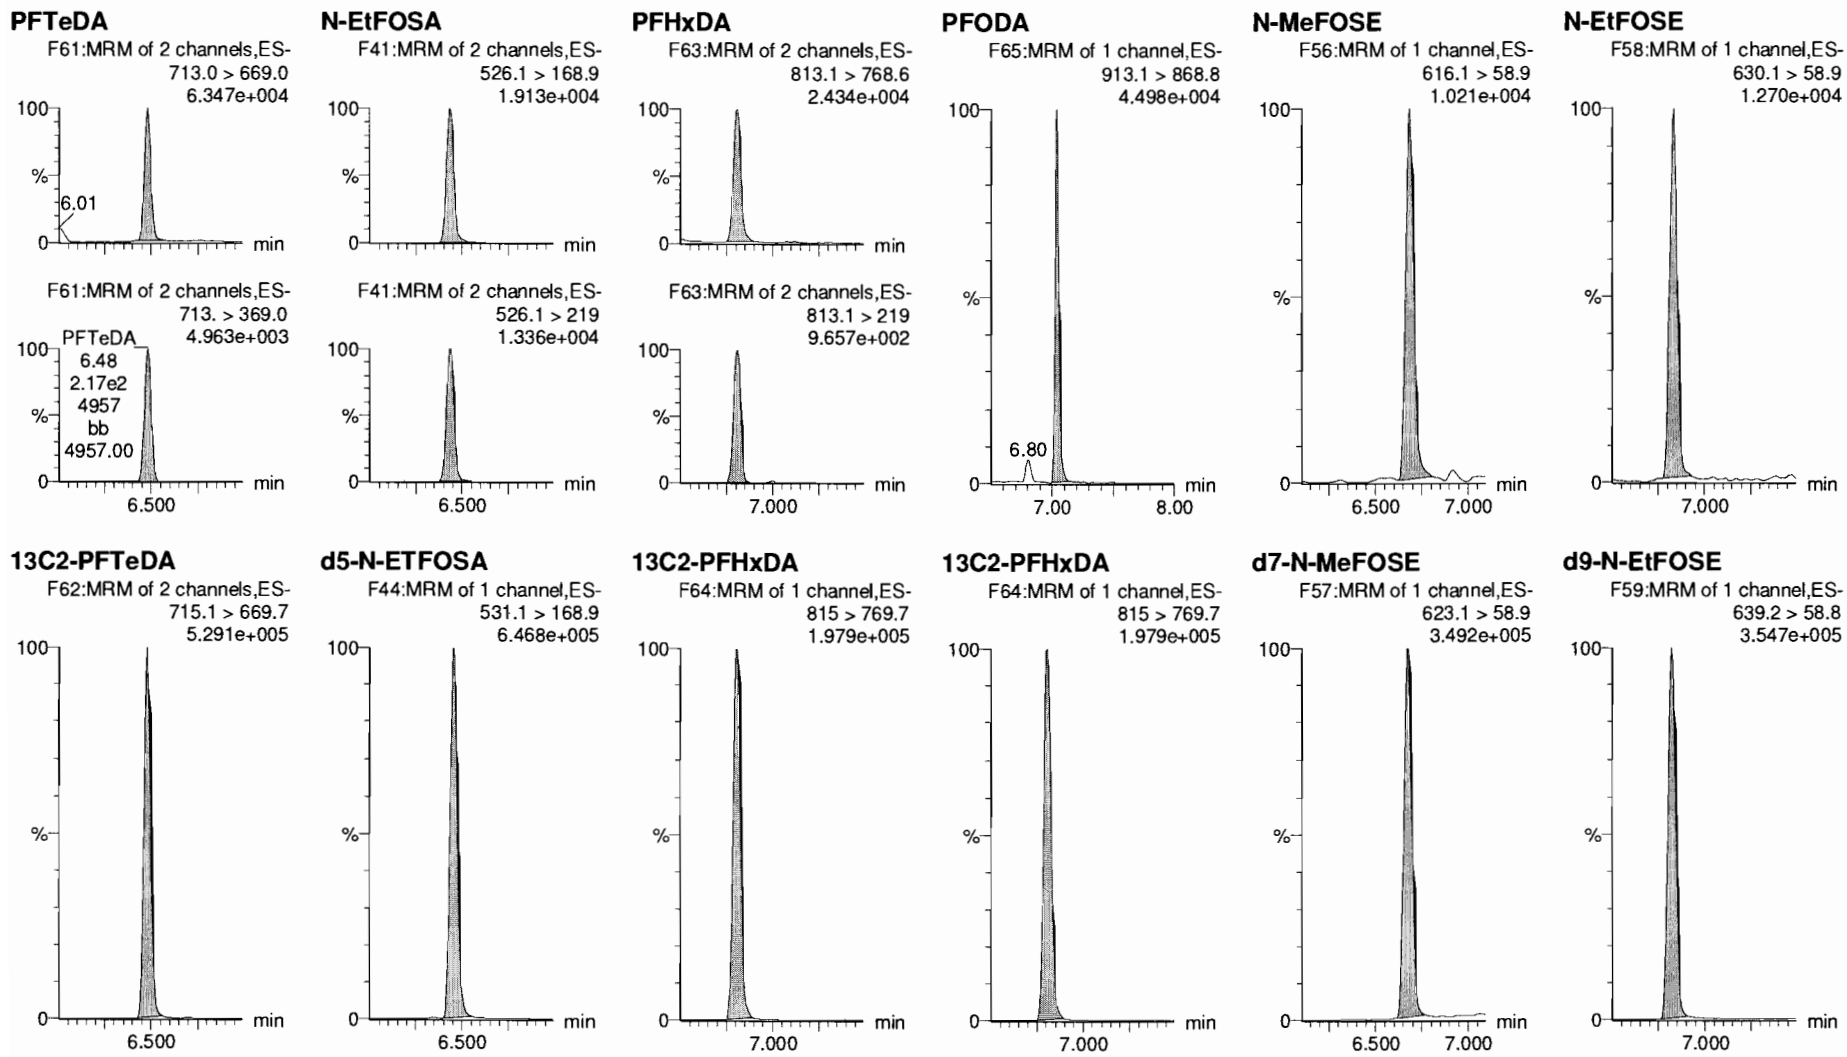 PFTeDA
F61:MRM of 2 channels,ES-
713.0 > 669.0
6.347e+004
100
%
6.01
0
min
F61:MRM of 2 channels,ES-
713. > 369.0
4.963e+003
PFTeDA
6.48
2.17e2
4957
bb
4957.00
100
%
0
min
6.500
N-EtFOSA
F41:MRM of 2 channels,ES-
526.1 > 168.9
1.913e+004
100
%
0
min
F41:MRM of 2 channels,ES-
526.1 > 219
1.336e+004
100
%
0
min
6.500
PFHxDA
F63:MRM of 2 channels,ES-
813.1 > 768.6
2.434e+004
100
%
0
min
F63:MRM of 2 channels,ES-
813.1 > 219
9.657e+002
100
%
0
min
7.000
PFODA
F65:MRM of 1 channel,ES-
913.1 > 868.8
4.498e+004
100
%
6.80
0
min
7.00
8.00
N-MeFOSE
F56:MRM of 1 channel,ES-
616.1 > 58.9
1.021e+004
100
%
0
min
6.500
7.000
N-EtFOSE
F58:MRM of 1 channel,ES-
630.1 > 58.9
1.270e+004
100
%
0
min
7.000
13C2-PFTeDA
F62:MRM of 2 channels,ES-
715.1 > 669.7
5.291e+005
100
%
0
min
6.500
d5-N-ETFOSA
F44:MRM of 1 channel,ES-
531.1 > 168.9
6.468e+005
100
%
0
min
6.500
13C2-PFHxDA
F64:MRM of 1 channel,ES-
815 > 769.7
1.979e+005
100
%
0
min
7.000
13C2-PFHxDA
F64:MRM of 1 channel,ES-
815 > 769.7
1.979e+005
100
%
0
min
7.000
d7-N-MeFOSE
F57:MRM of 1 channel,ES-
623.1 > 58.9
3.492e+005
100
%
0
min
6.500
7.000
d9-N-EtFOSE
F59:MRM of 1 channel,ES-
639.2 > 58.8
3.547e+005
100
%
0
min
7.000